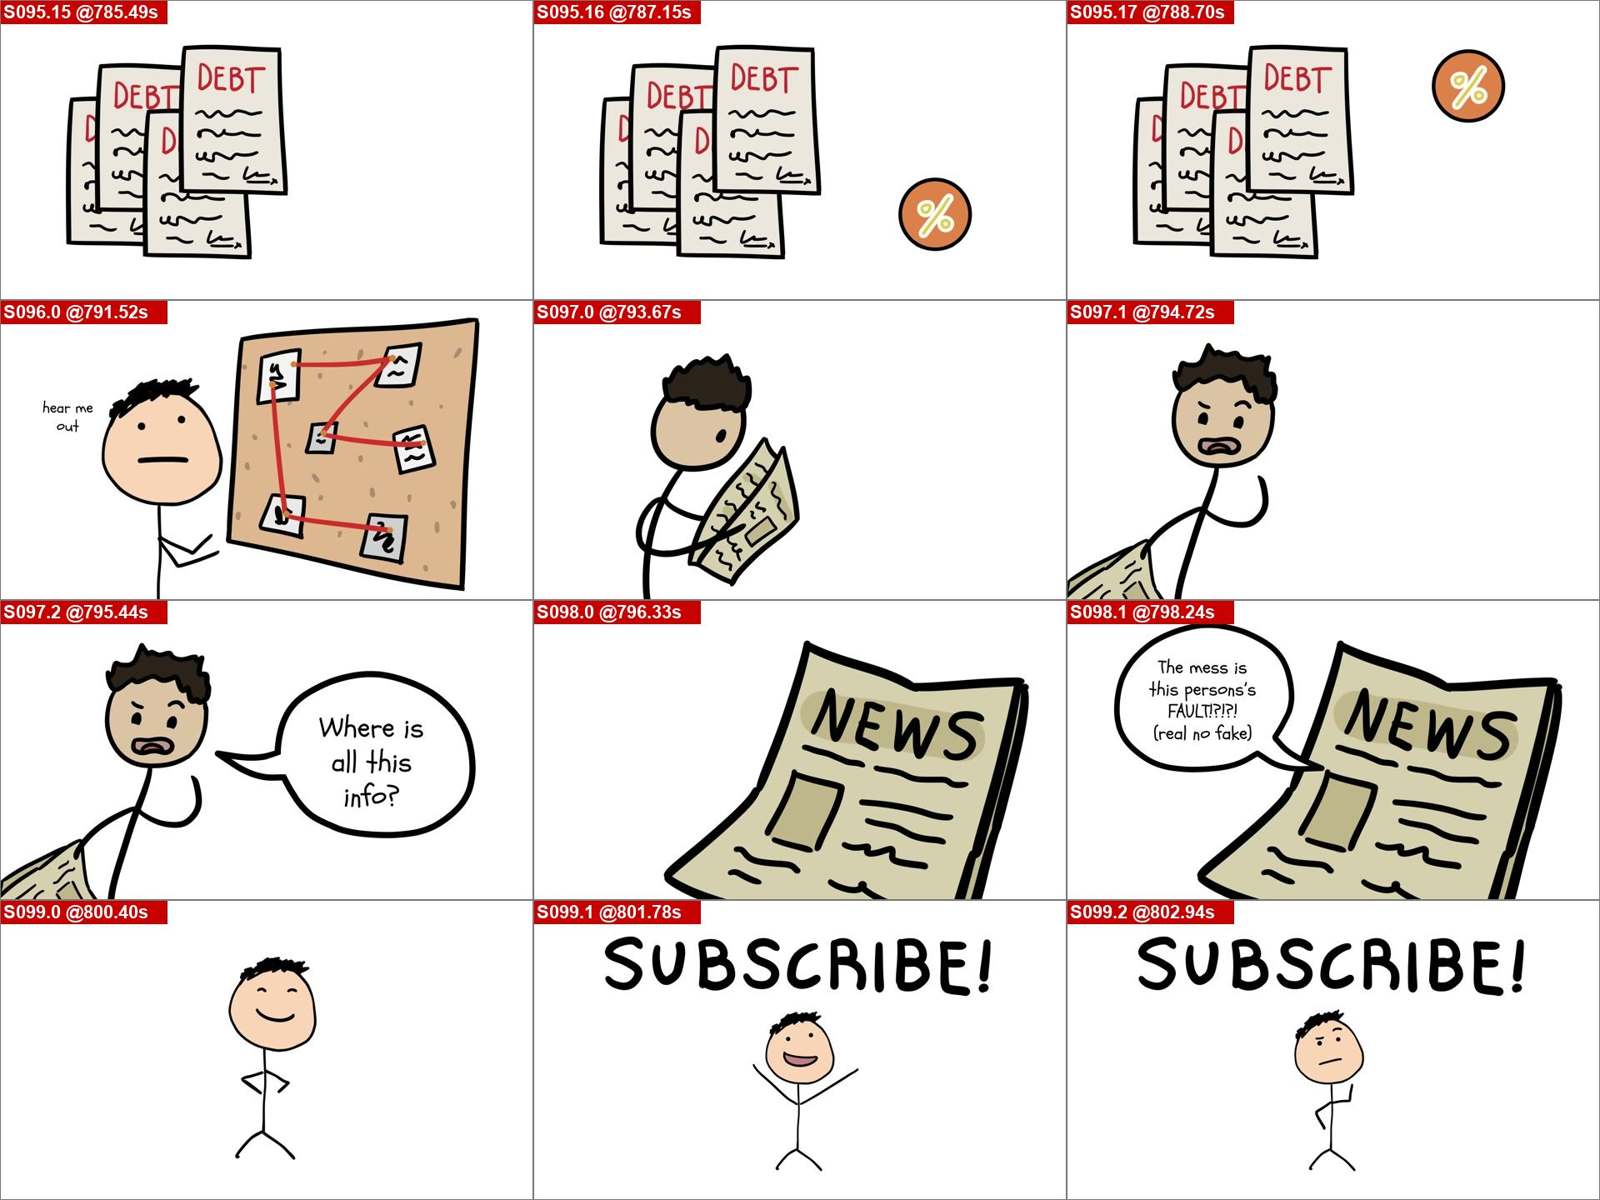 S095.15 @785.49s
DEBT
DEBT
D
D
S095.16 @787.15s
DEBT
DEBT
D
D
%
S095.17 @788.70s
DEBT
DEBT
D
D
%
S096.0 @791.52s
hear me
out
S097.0 @793.67s
S097.1 @794.72s
S097.2 @795.44s
Where is
all this
info?
S098.0 @796.33s
NEWS
S098.1 @798.24s
The mess is
this persons's
FAULT!?!?!
(real no fake)
NEWS
S099.0 @800.40s
S099.1 @801.78s
SUBSCRIBE!
S099.2 @802.94s
SUBSCRIBE!